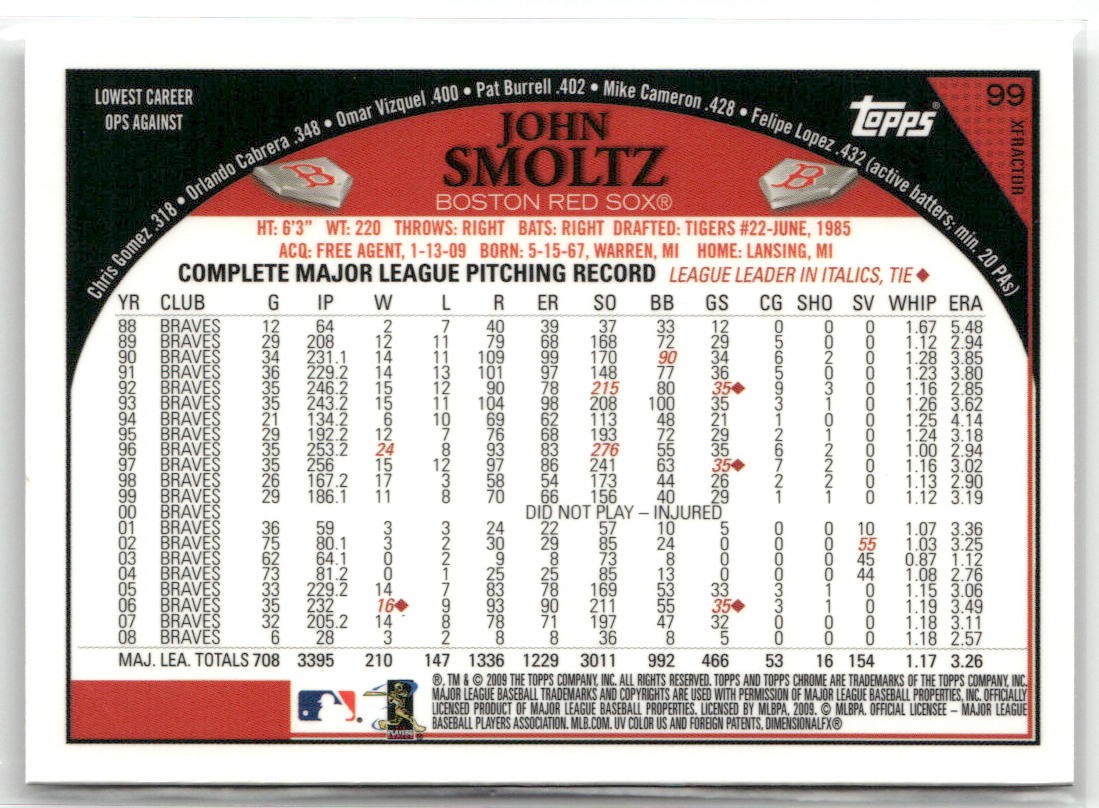 LOWEST CAREER
OPS AGAINST
Chris Gomez .318 • Orlando Cabrera .348 • Omar Vizquel .400 • Pat Burrell .402 • Mike Cameron .428 • Felipe Lopez .432 (active batters; min. 20 PAs)
topps®
99
XFRACTOR
JOHN
SMOLTZ
B B
BOSTON RED SOX®
HT: 6'3" WT: 220 THROWS: RIGHT BATS: RIGHT DRAFTED: TIGERS #22-JUNE, 1985
ACQ: FREE AGENT, 1-13-09 BORN: 5-15-67, WARREN, MI HOME: LANSING, MI
COMPLETE MAJOR LEAGUE PITCHING RECORD LEAGUE LEADER IN ITALICS, TIE ◆
YR CLUB G IP W L R ER SO BB GS CG SHO SV WHIP ERA
88 BRAVES 12 64 2 7 40 39 37 33 12 0 0 0 1.67 5.48
89 BRAVES 29 208 12 11 79 68 168 72 29 5 0 0 1.12 2.94
90 BRAVES 34 231.1 14 11 109 99 170 90 34 6 2 0 1.28 3.85
91 BRAVES 36 229.2 14 13 101 97 148 77 36 5 0 0 1.23 3.80
92 BRAVES 35 246.2 15 12 90 78 215 80 35◆ 9 3 0 1.16 2.85
93 BRAVES 35 243.2 15 11 104 98 208 100 35 3 1 0 1.26 3.62
94 BRAVES 21 134.2 6 10 69 62 113 48 21 1 0 0 1.25 4.14
95 BRAVES 29 192.2 12 7 76 68 193 72 29 2 1 0 1.24 3.18
96 BRAVES 35 253.2 24 8 93 83 276 55 35 6 2 0 1.00 2.94
97 BRAVES 35 256 15 12 97 86 241 63 35◆ 7 2 0 1.16 3.02
98 BRAVES 26 167.2 17 3 58 54 173 44 26 2 2 0 1.13 2.90
99 BRAVES 29 186.1 11 8 70 66 156 40 29 1 1 0 1.12 3.19
00 BRAVES DID NOT PLAY – INJURED
01 BRAVES 36 59 3 3 24 22 57 10 5 0 0 10 1.07 3.36
02 BRAVES 75 80.1 3 2 30 29 85 24 0 0 0 55 1.03 3.25
03 BRAVES 62 64.1 0 2 9 8 73 8 0 0 0 45 0.87 1.12
04 BRAVES 73 81.2 0 1 25 25 85 13 0 0 0 44 1.08 2.76
05 BRAVES 33 229.2 14 7 83 78 169 53 33 3 1 0 1.15 3.06
06 BRAVES 35 232 16◆ 9 93 90 211 55 35◆ 3 1 0 1.19 3.49
07 BRAVES 32 205.2 14 8 78 71 197 47 32 0 0 0 1.18 3.11
08 BRAVES 6 28 3 2 8 8 36 8 5 0 0 0 1.18 2.57
MAJ. LEA. TOTALS 708 3395 210 147 1336 1229 3011 992 466 53 16 154 1.17 3.26
®, TM & © 2009 THE TOPPS COMPANY, INC. ALL RIGHTS RESERVED. TOPPS AND TOPPS CHROME ARE TRADEMARKS OF THE TOPPS COMPANY, INC.
MAJOR LEAGUE BASEBALL TRADEMARKS AND COPYRIGHTS ARE USED WITH PERMISSION OF MAJOR LEAGUE BASEBALL PROPERTIES, INC. OFFICIALLY
LICENSED PRODUCT OF MAJOR LEAGUE BASEBALL PROPERTIES. LICENSED BY MLBPA, 2009. © MLBPA. OFFICIAL LICENSEE – MAJOR LEAGUE
BASEBALL PLAYERS ASSOCIATION. MLB.COM. UV COLOR US AND FOREIGN PATENTS, DIMENSIONALFX®
PLAYERS